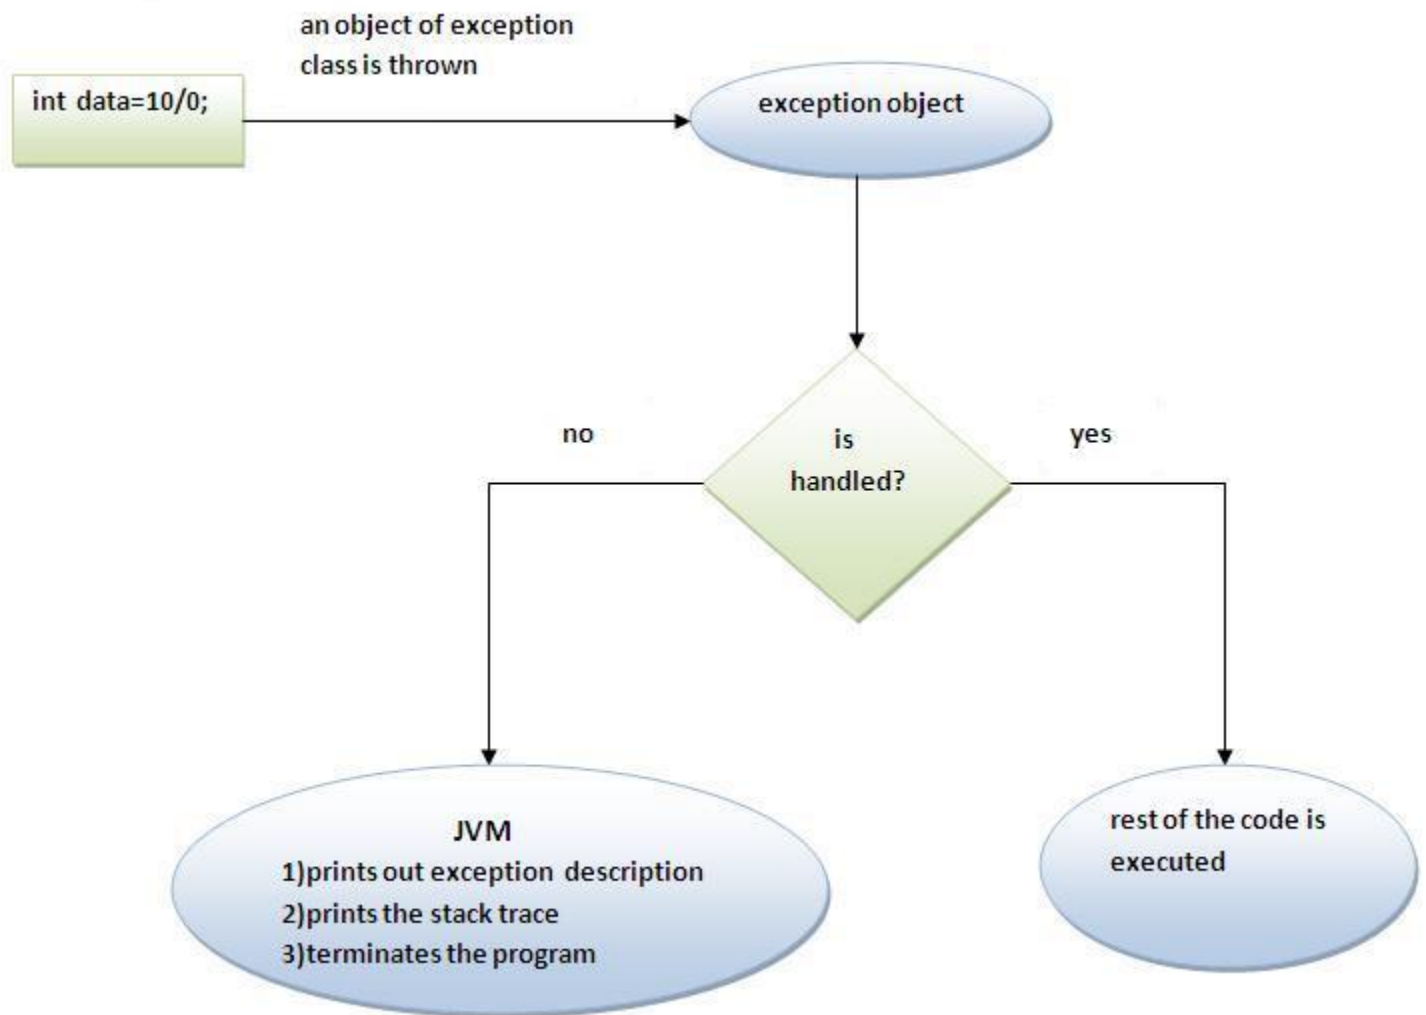 an object of exception
class is thrown
int data=10/0;
exception object
no
is
handled?
yes
JVM
1)prints out exception description
2)prints the stack trace
3)terminates the program
rest of the code is
executed